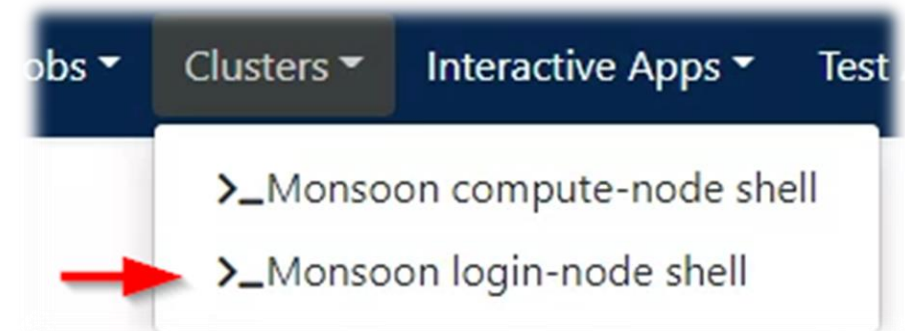 obs Clusters Interactive Apps Test
>_Monsoon compute-node shell
>_Monsoon login-node shell